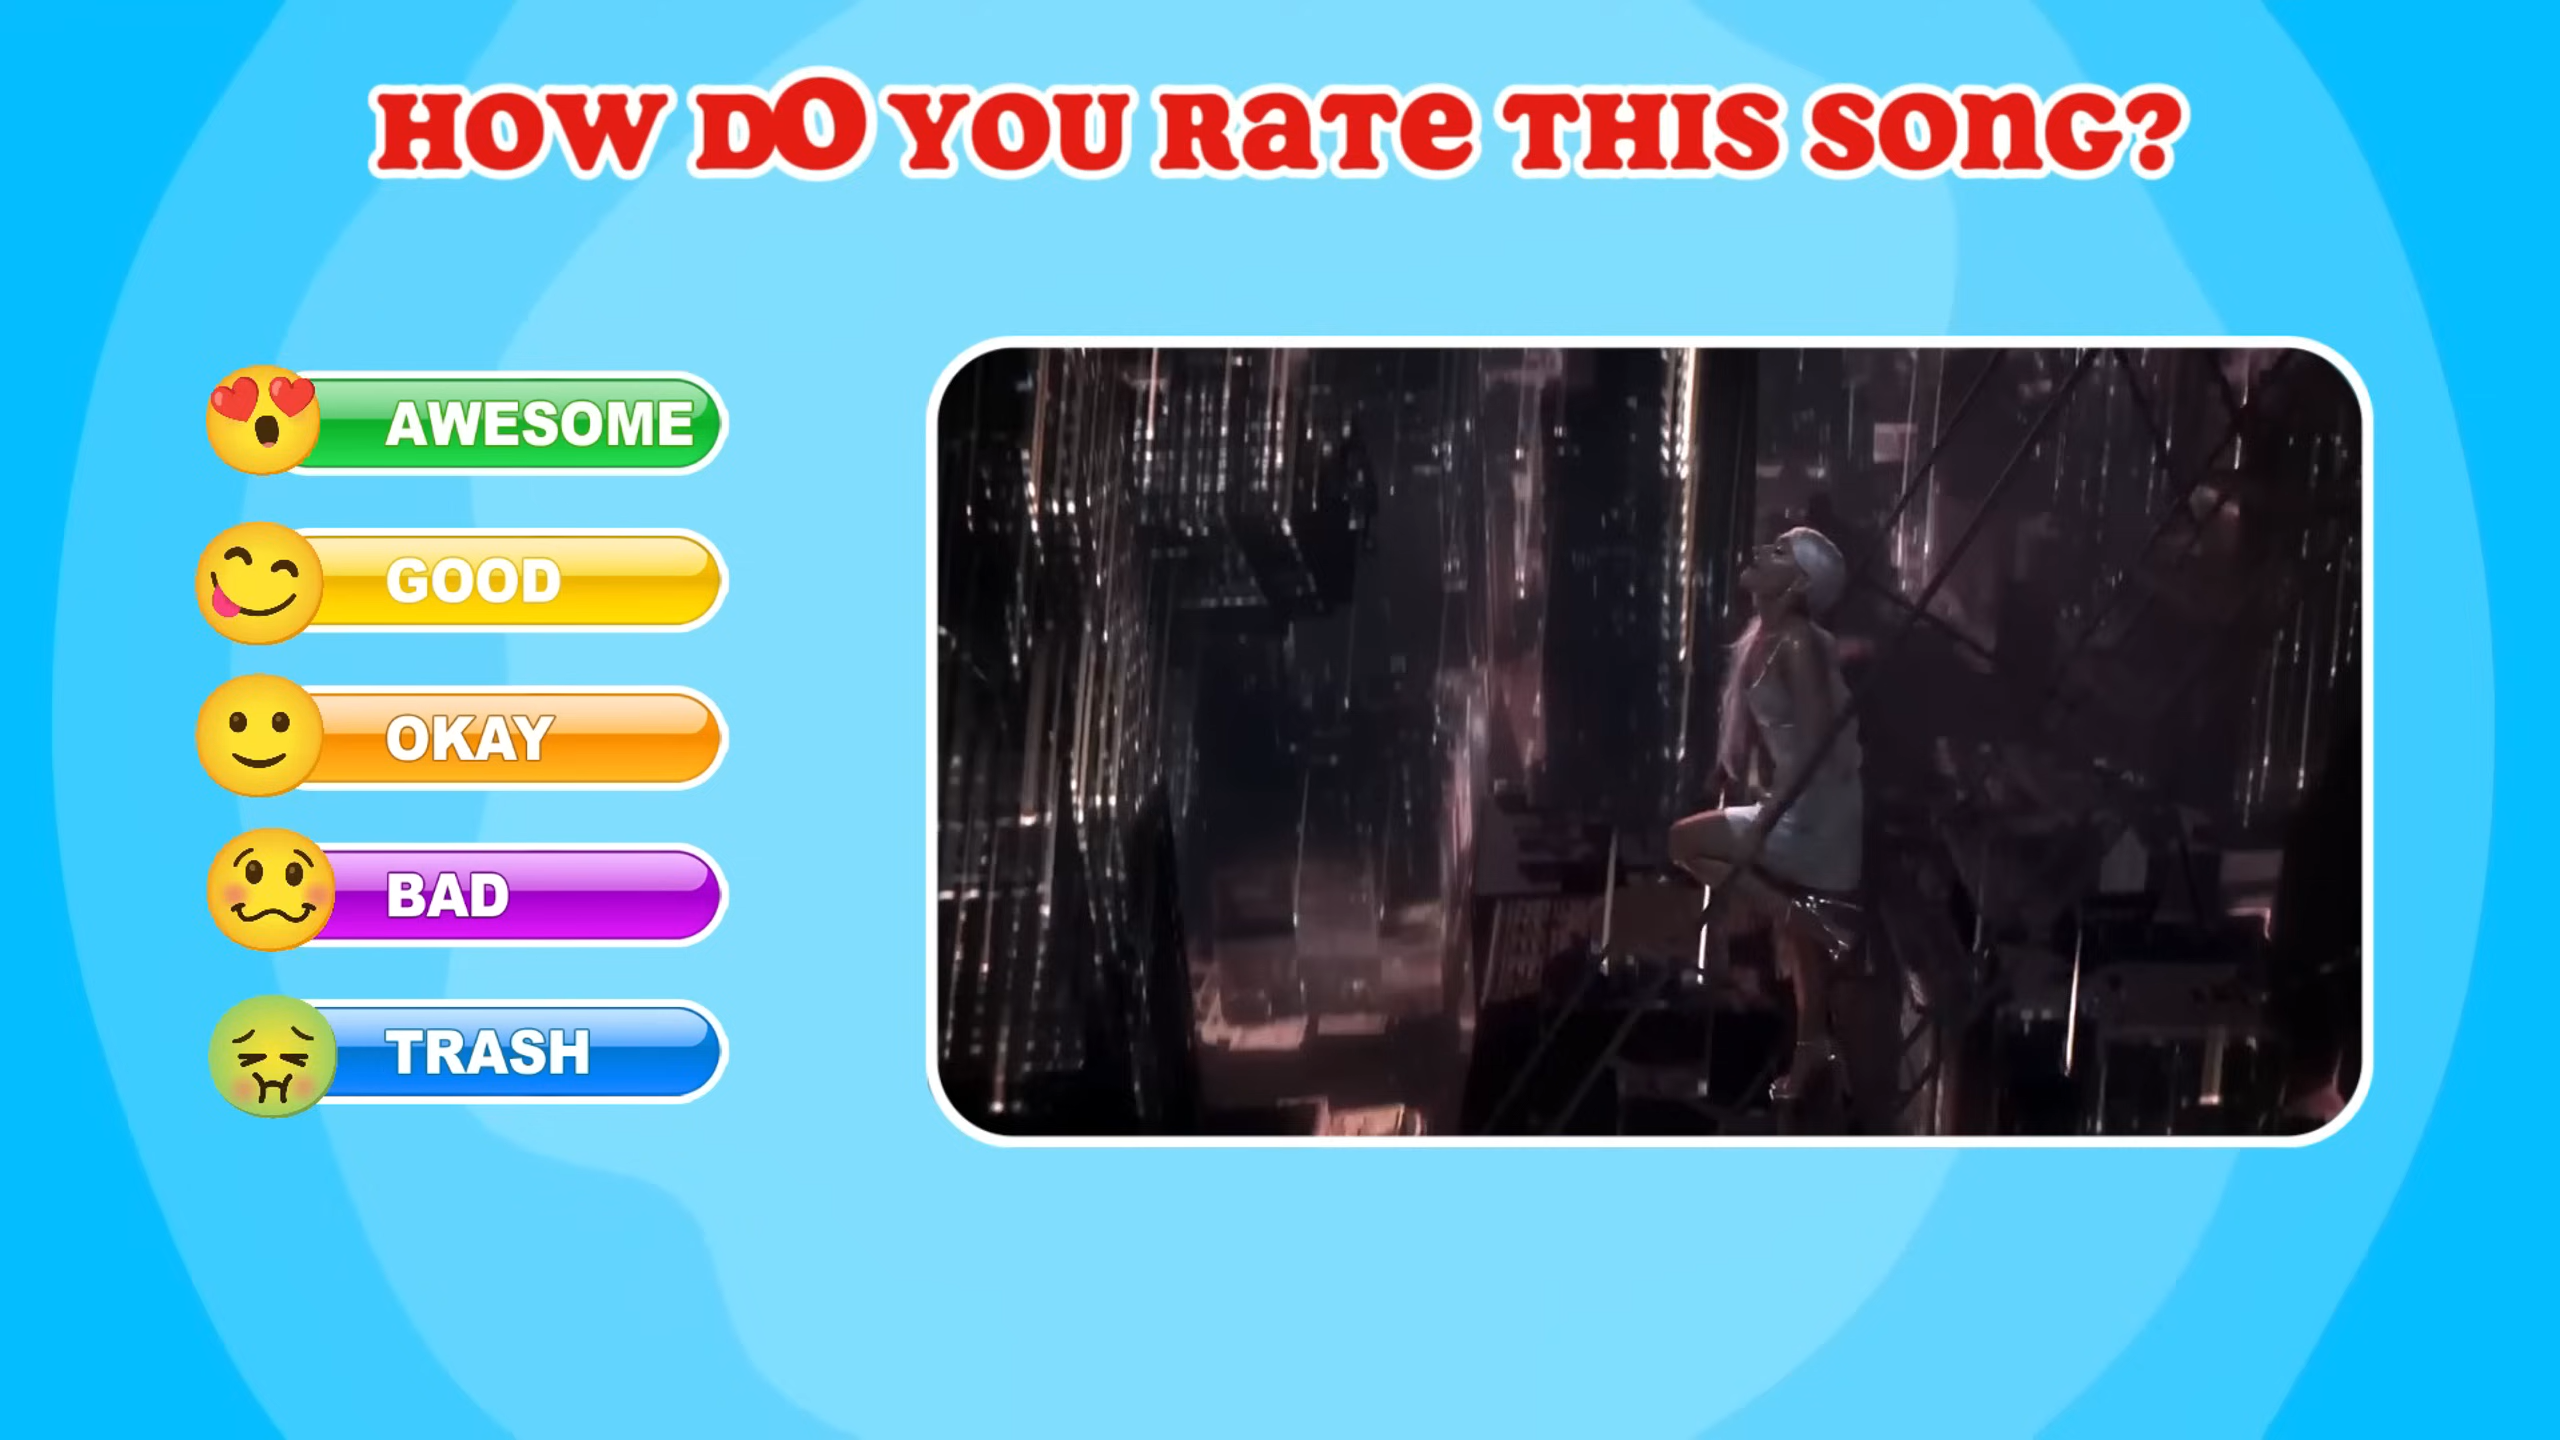 HOW DO YOU RATE THIS SONG?
AWESOME
GOOD
OKAY
BAD
TRASH